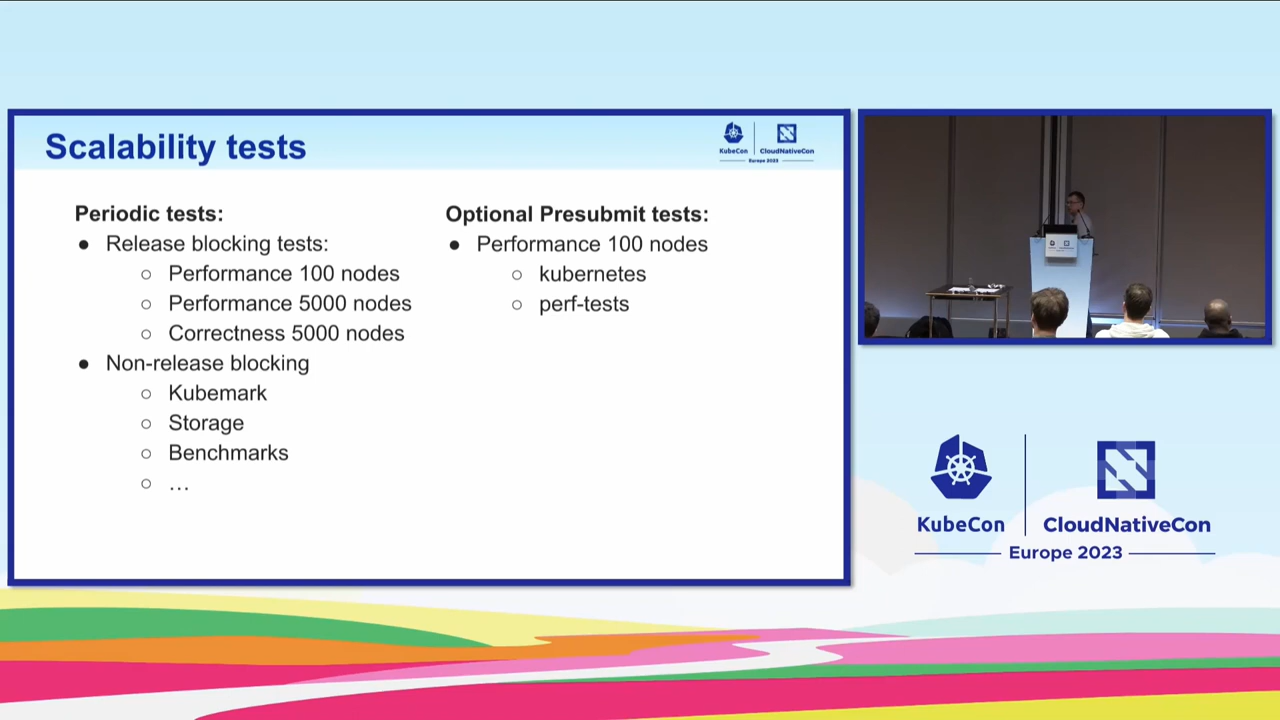 Scalability tests
KubeCon
CloudNativeCon
Europe 2023
Periodic tests:
● Release blocking tests:
○ Performance 100 nodes
○ Performance 5000 nodes
○ Correctness 5000 nodes
● Non-release blocking
○ Kubemark
○ Storage
○ Benchmarks
○ …
Optional Presubmit tests:
● Performance 100 nodes
○ kubernetes
○ perf-tests
KubeCon
CloudNativeCon
Europe 2023